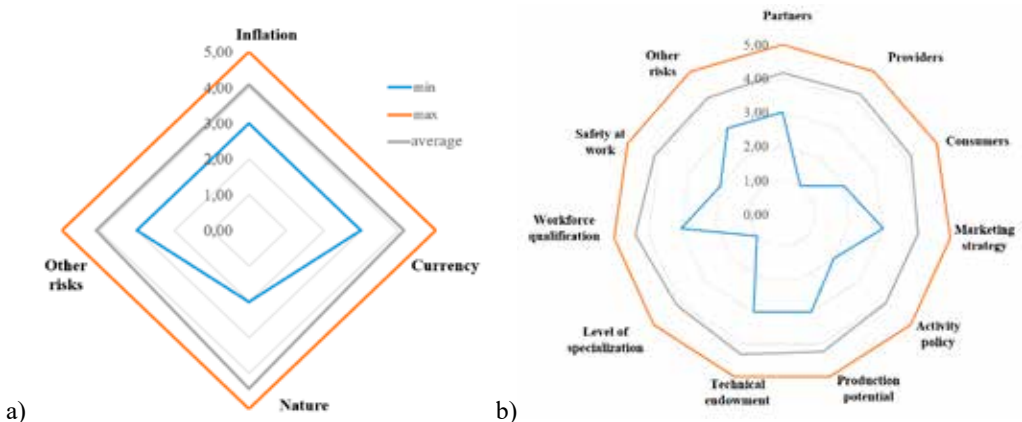 Inflation
5,00
4,00
3,00
2,00
1,00
0,00
min
max
average
Other
risks
Currency
Nature
a)
Partners
5,00
4,00
3,00
2,00
1,00
0,00
Other
risks
Providers
Safety at
work
Consumers
Workforce
qualification
Marketing
strategy
Level of
specialization
Activity
policy
Technical
endowment
Production
potential
b)